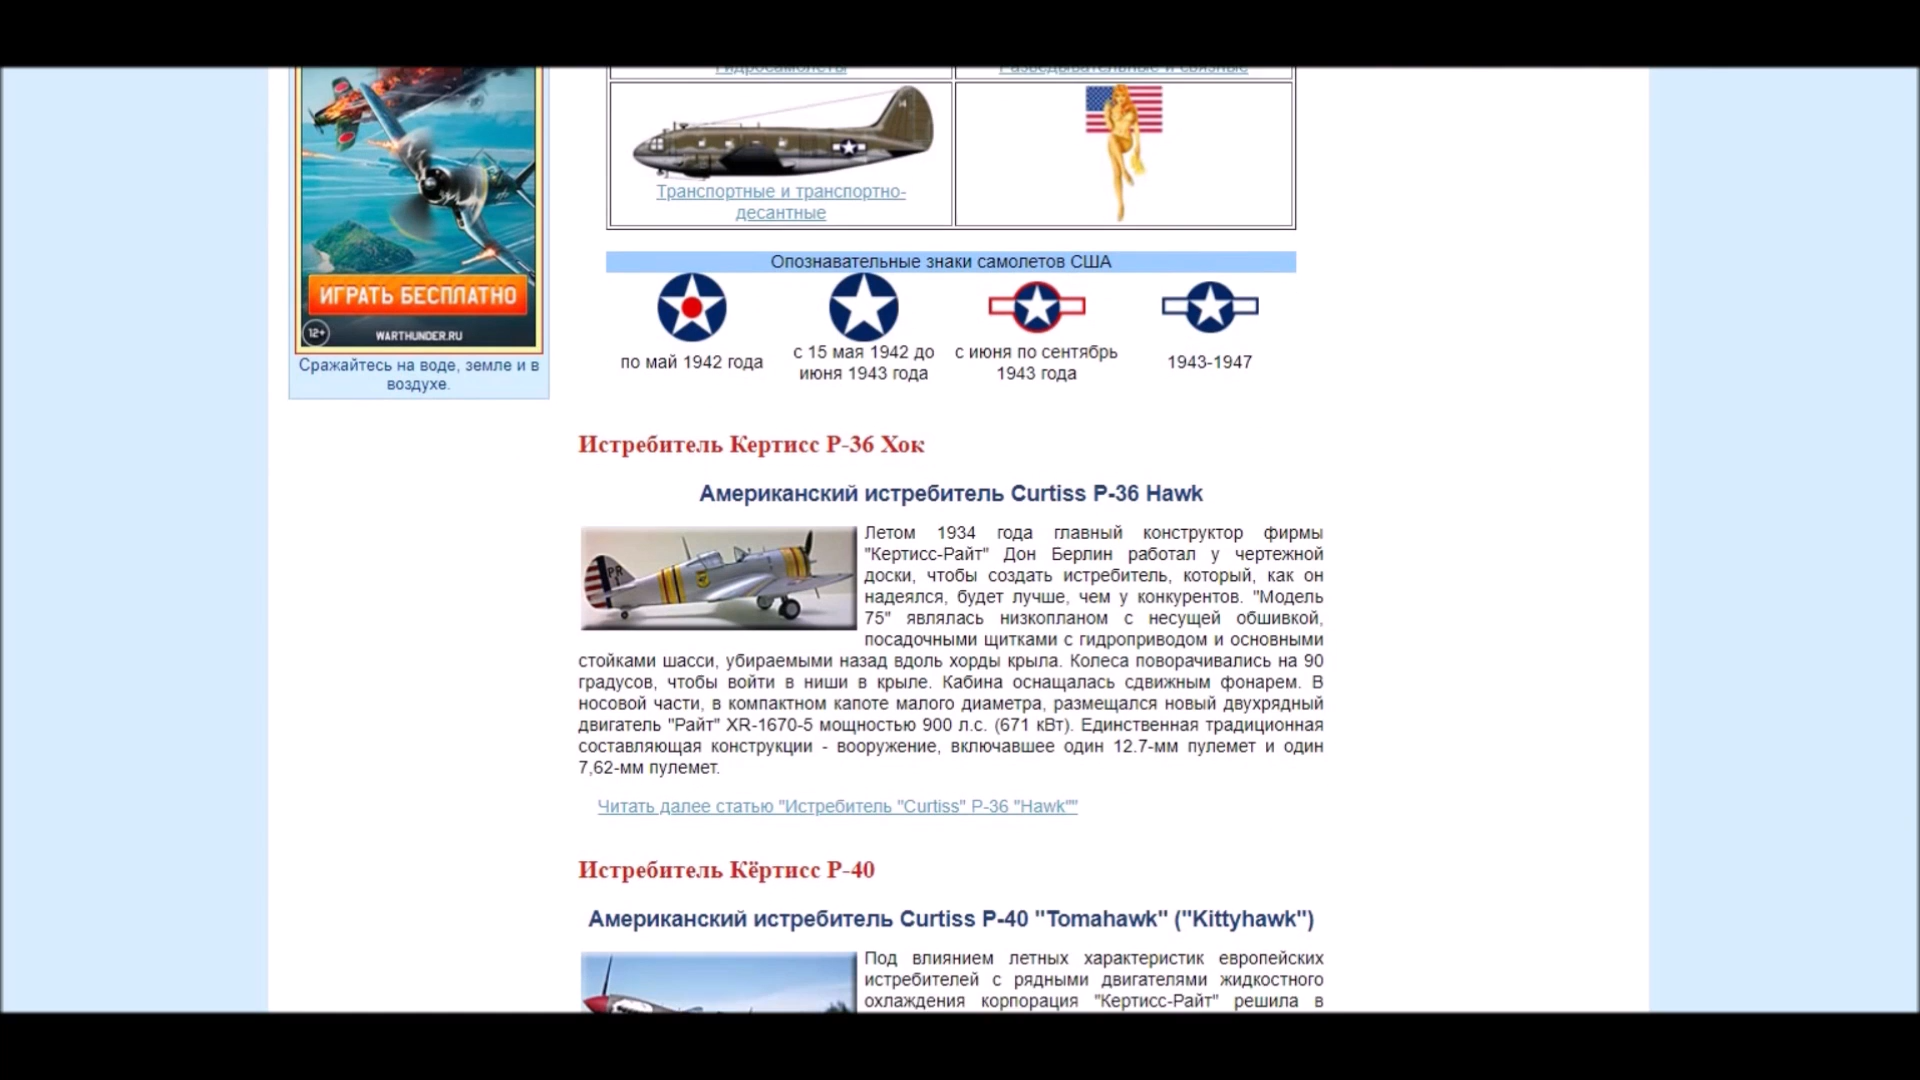 Гидросамолеты
Разведывательные и связные
Транспортные и транспортно-
десантные
ИГРАТЬ БЕСПЛАТНО
12+
WARTHUNDER.RU
Сражайтесь на воде, земле и в
воздухе.
Опознавательные знаки самолетов США
по май 1942 года
с 15 мая 1942 до
июня 1943 года
с июня по сентябрь
1943 года
1943-1947
Истребитель Кертисс Р-36 Хок
Американский истребитель Curtiss P-36 Hawk
Летом 1934 года главный конструктор фирмы
"Кертисс-Райт" Дон Берлин работал у чертежной
доски, чтобы создать истребитель, который, как он
надеялся, будет лучше, чем у конкурентов. "Модель
75" являлась низкопланом с несущей обшивкой,
посадочными щитками с гидроприводом и основными
стойками шасси, убираемыми назад вдоль хорды крыла. Колеса поворачивались на 90
градусов, чтобы войти в ниши в крыле. Кабина оснащалась сдвижным фонарем. В
носовой части, в компактном капоте малого диаметра, размещался новый двухрядный
двигатель "Райт" XR-1670-5 мощностью 900 л.с. (671 кВт). Единственная традиционная
составляющая конструкции - вооружение, включавшее один 12.7-мм пулемет и один
7,62-мм пулемет.
Читать далее статью "Истребитель "Curtiss" P-36 "Hawk""
Истребитель Кёртисс Р-40
Американский истребитель Curtiss P-40 "Tomahawk" ("Kittyhawk")
Под влиянием летных характеристик европейских
истребителей с рядными двигателями жидкостного
охлаждения корпорация "Кертисс-Райт" решила в